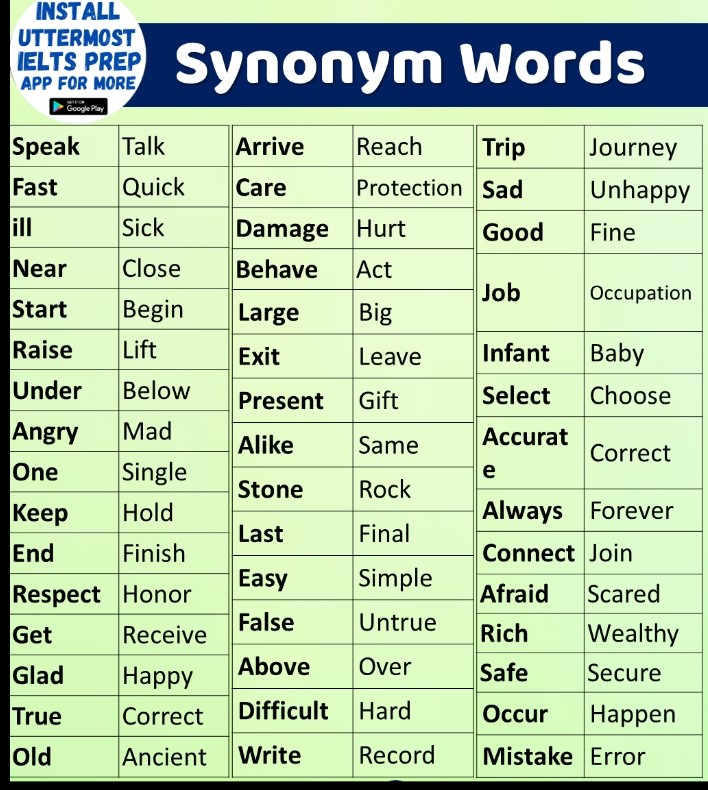 INSTALL
UTTERMOST
IELTS PREP
APP FOR MORE
GET IT ON
Google Play
Synonym Words
Speak Talk
Fast Quick
ill Sick
Near Close
Start Begin
Raise Lift
Under Below
Angry Mad
One Single
Keep Hold
End Finish
Respect Honor
Get Receive
Glad Happy
True Correct
Old Ancient
Arrive Reach
Care Protection
Damage Hurt
Behave Act
Large Big
Exit Leave
Present Gift
Alike Same
Stone Rock
Last Final
Easy Simple
False Untrue
Above Over
Difficult Hard
Write Record
Trip Journey
Sad Unhappy
Good Fine
Job Occupation
Infant Baby
Select Choose
Accurat
e Correct
Always Forever
Connect Join
Afraid Scared
Rich Wealthy
Safe Secure
Occur Happen
Mistake Error